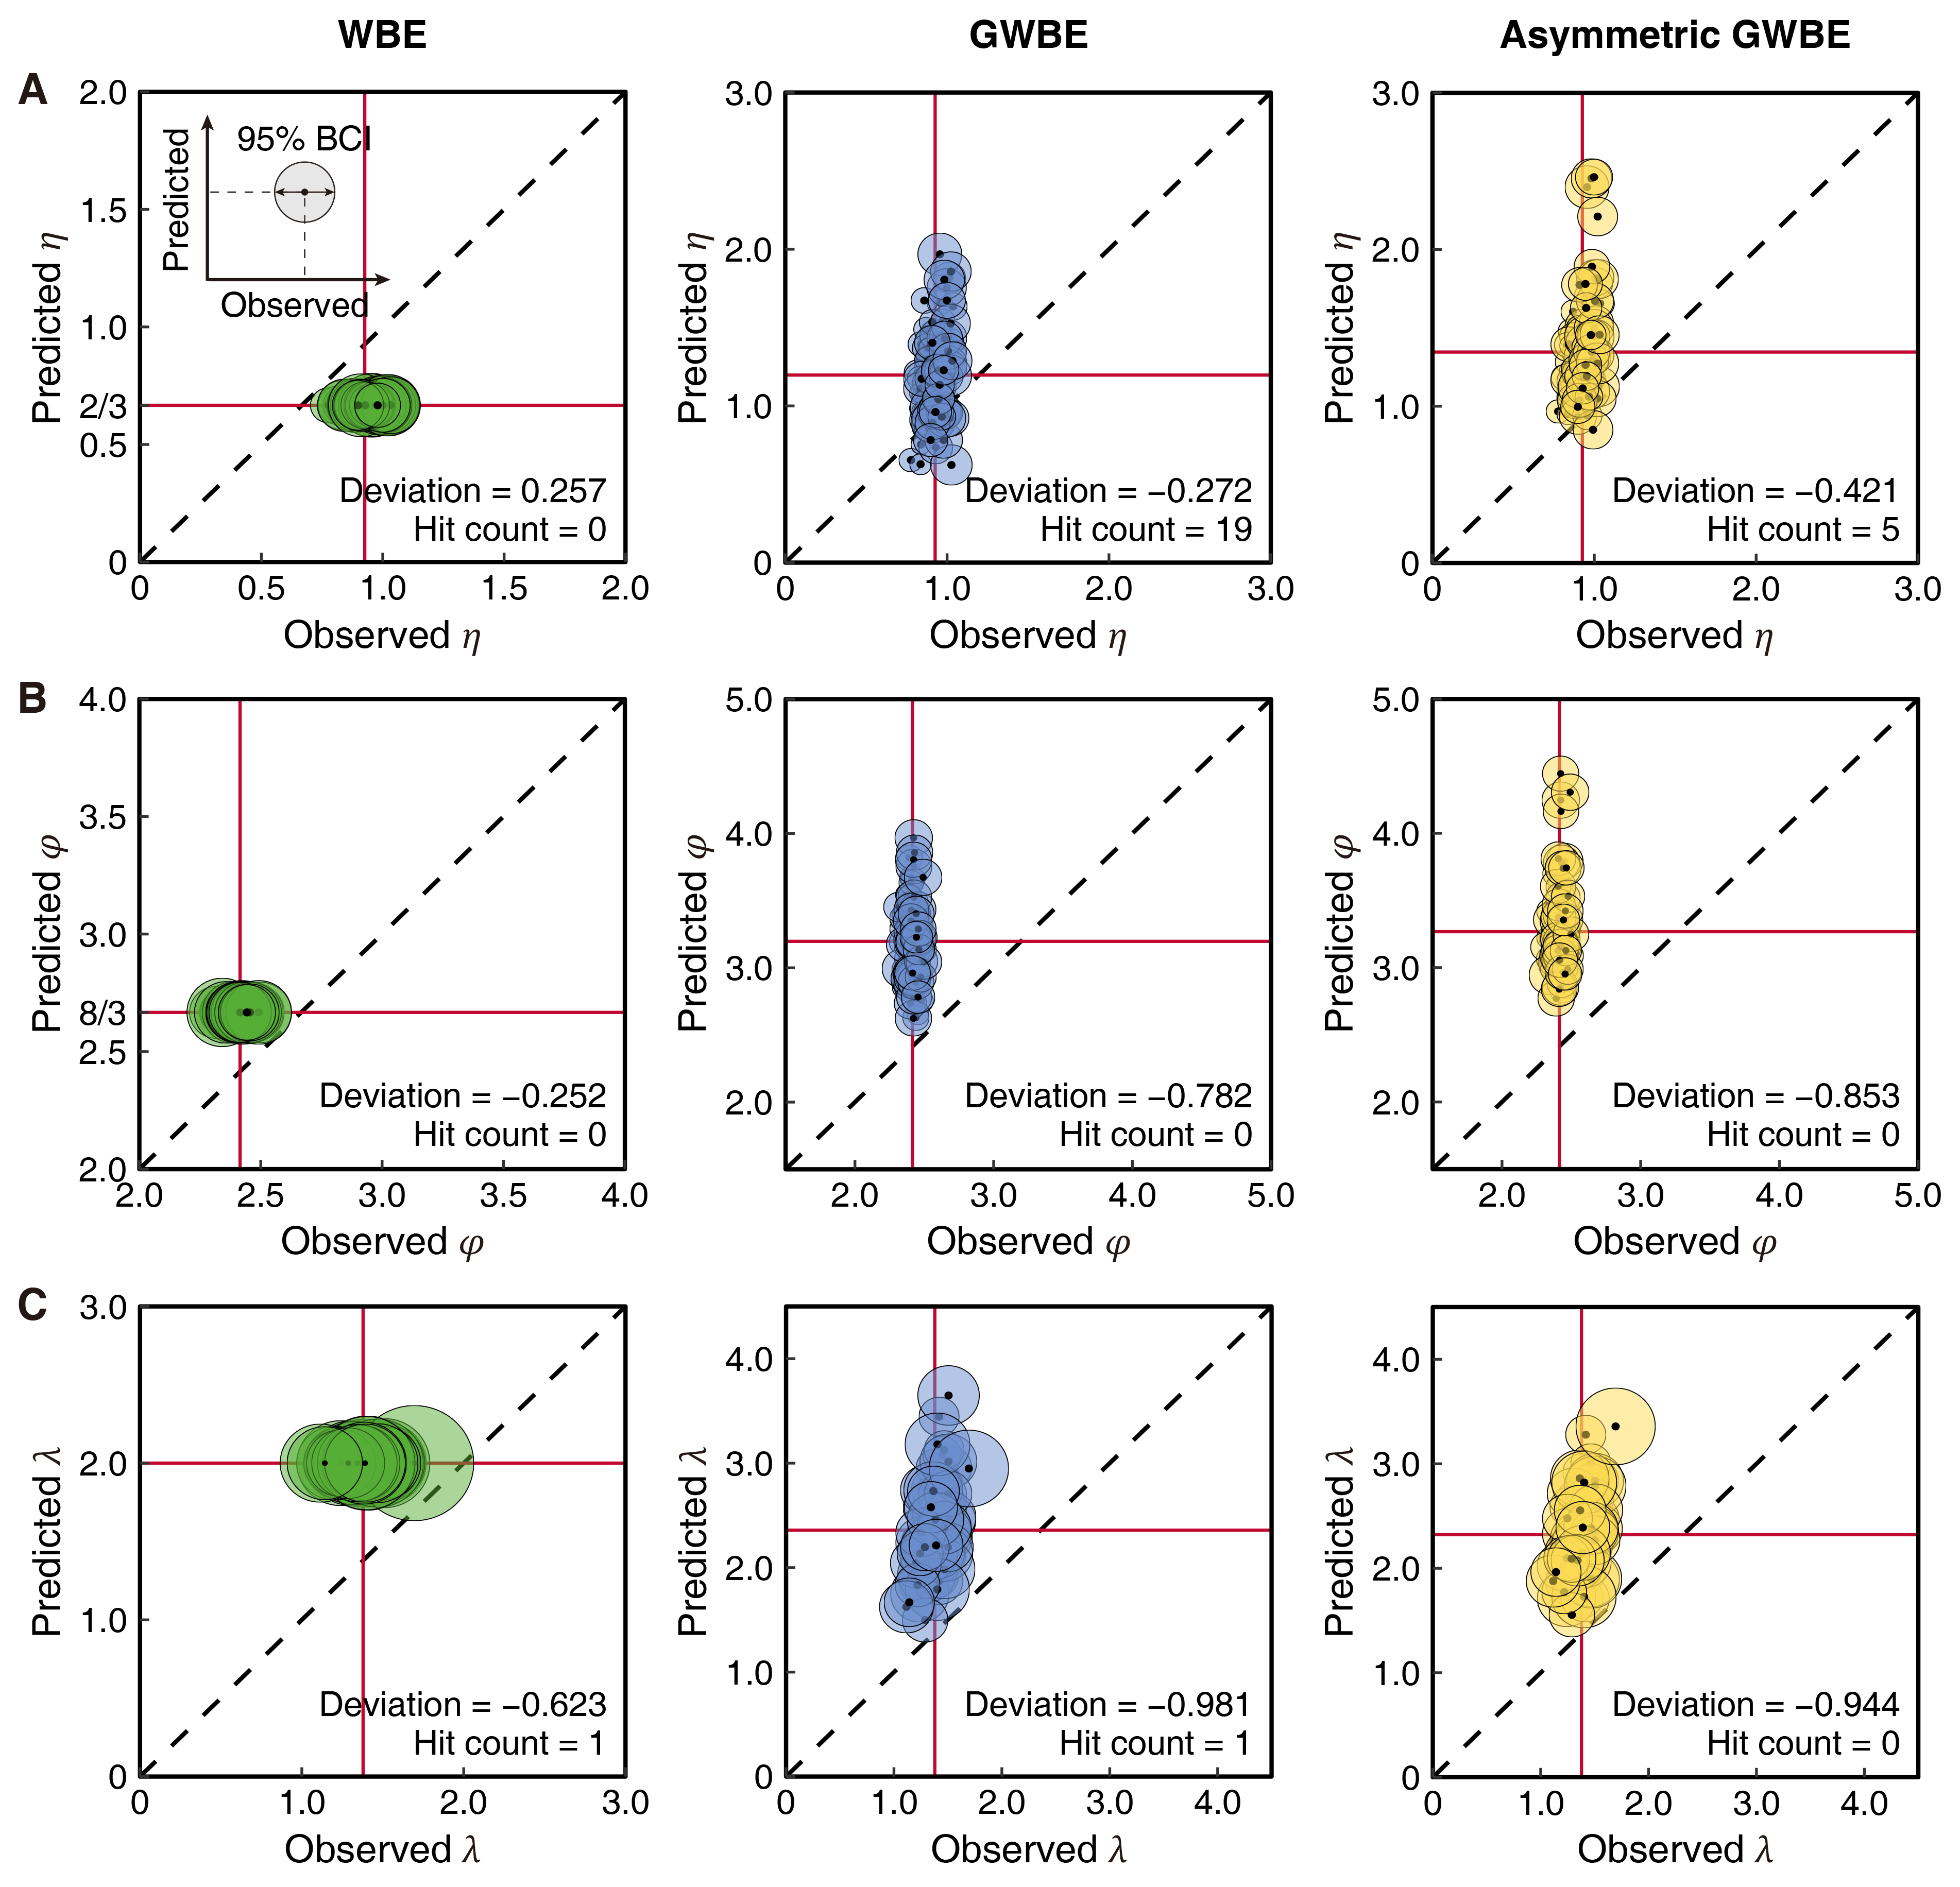 WBE
GWBE
Asymmetric GWBE
A
2.0
1.5
1.0
2/3
0.5
0
Predicted η
95% BCI
Predicted
Observed
Deviation = 0.257
Hit count = 0
0 0.5 1.0 1.5 2.0
Observed η
3.0
2.0
1.0
0
Predicted η
Deviation = −0.272
Hit count = 19
0 1.0 2.0 3.0
Observed η
3.0
2.0
1.0
0
Predicted η
Deviation = −0.421
Hit count = 5
0 1.0 2.0 3.0
Observed η
B
4.0
3.5
3.0
8/3
2.5
2.0
Predicted φ
Deviation = −0.252
Hit count = 0
2.0 2.5 3.0 3.5 4.0
Observed φ
5.0
4.0
3.0
2.0
Predicted φ
Deviation = −0.782
Hit count = 0
2.0 3.0 4.0 5.0
Observed φ
5.0
4.0
3.0
2.0
Predicted φ
Deviation = −0.853
Hit count = 0
2.0 3.0 4.0 5.0
Observed φ
C
3.0
2.0
1.0
0
Predicted λ
Deviation = −0.623
Hit count = 1
0 1.0 2.0 3.0
Observed λ
4.0
3.0
2.0
1.0
0
Predicted λ
Deviation = −0.981
Hit count = 1
0 1.0 2.0 3.0 4.0
Observed λ
4.0
3.0
2.0
1.0
0
Predicted λ
Deviation = −0.944
Hit count = 0
0 1.0 2.0 3.0 4.0
Observed λ